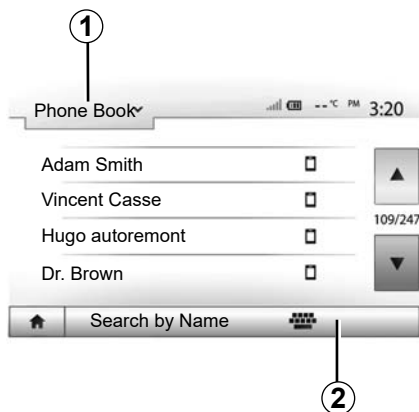 1
Phone Book
--°C PM 3:20
Adam Smith
Vincent Casse
109/247
Hugo autoremont
Dr. Brown
Search by Name
2